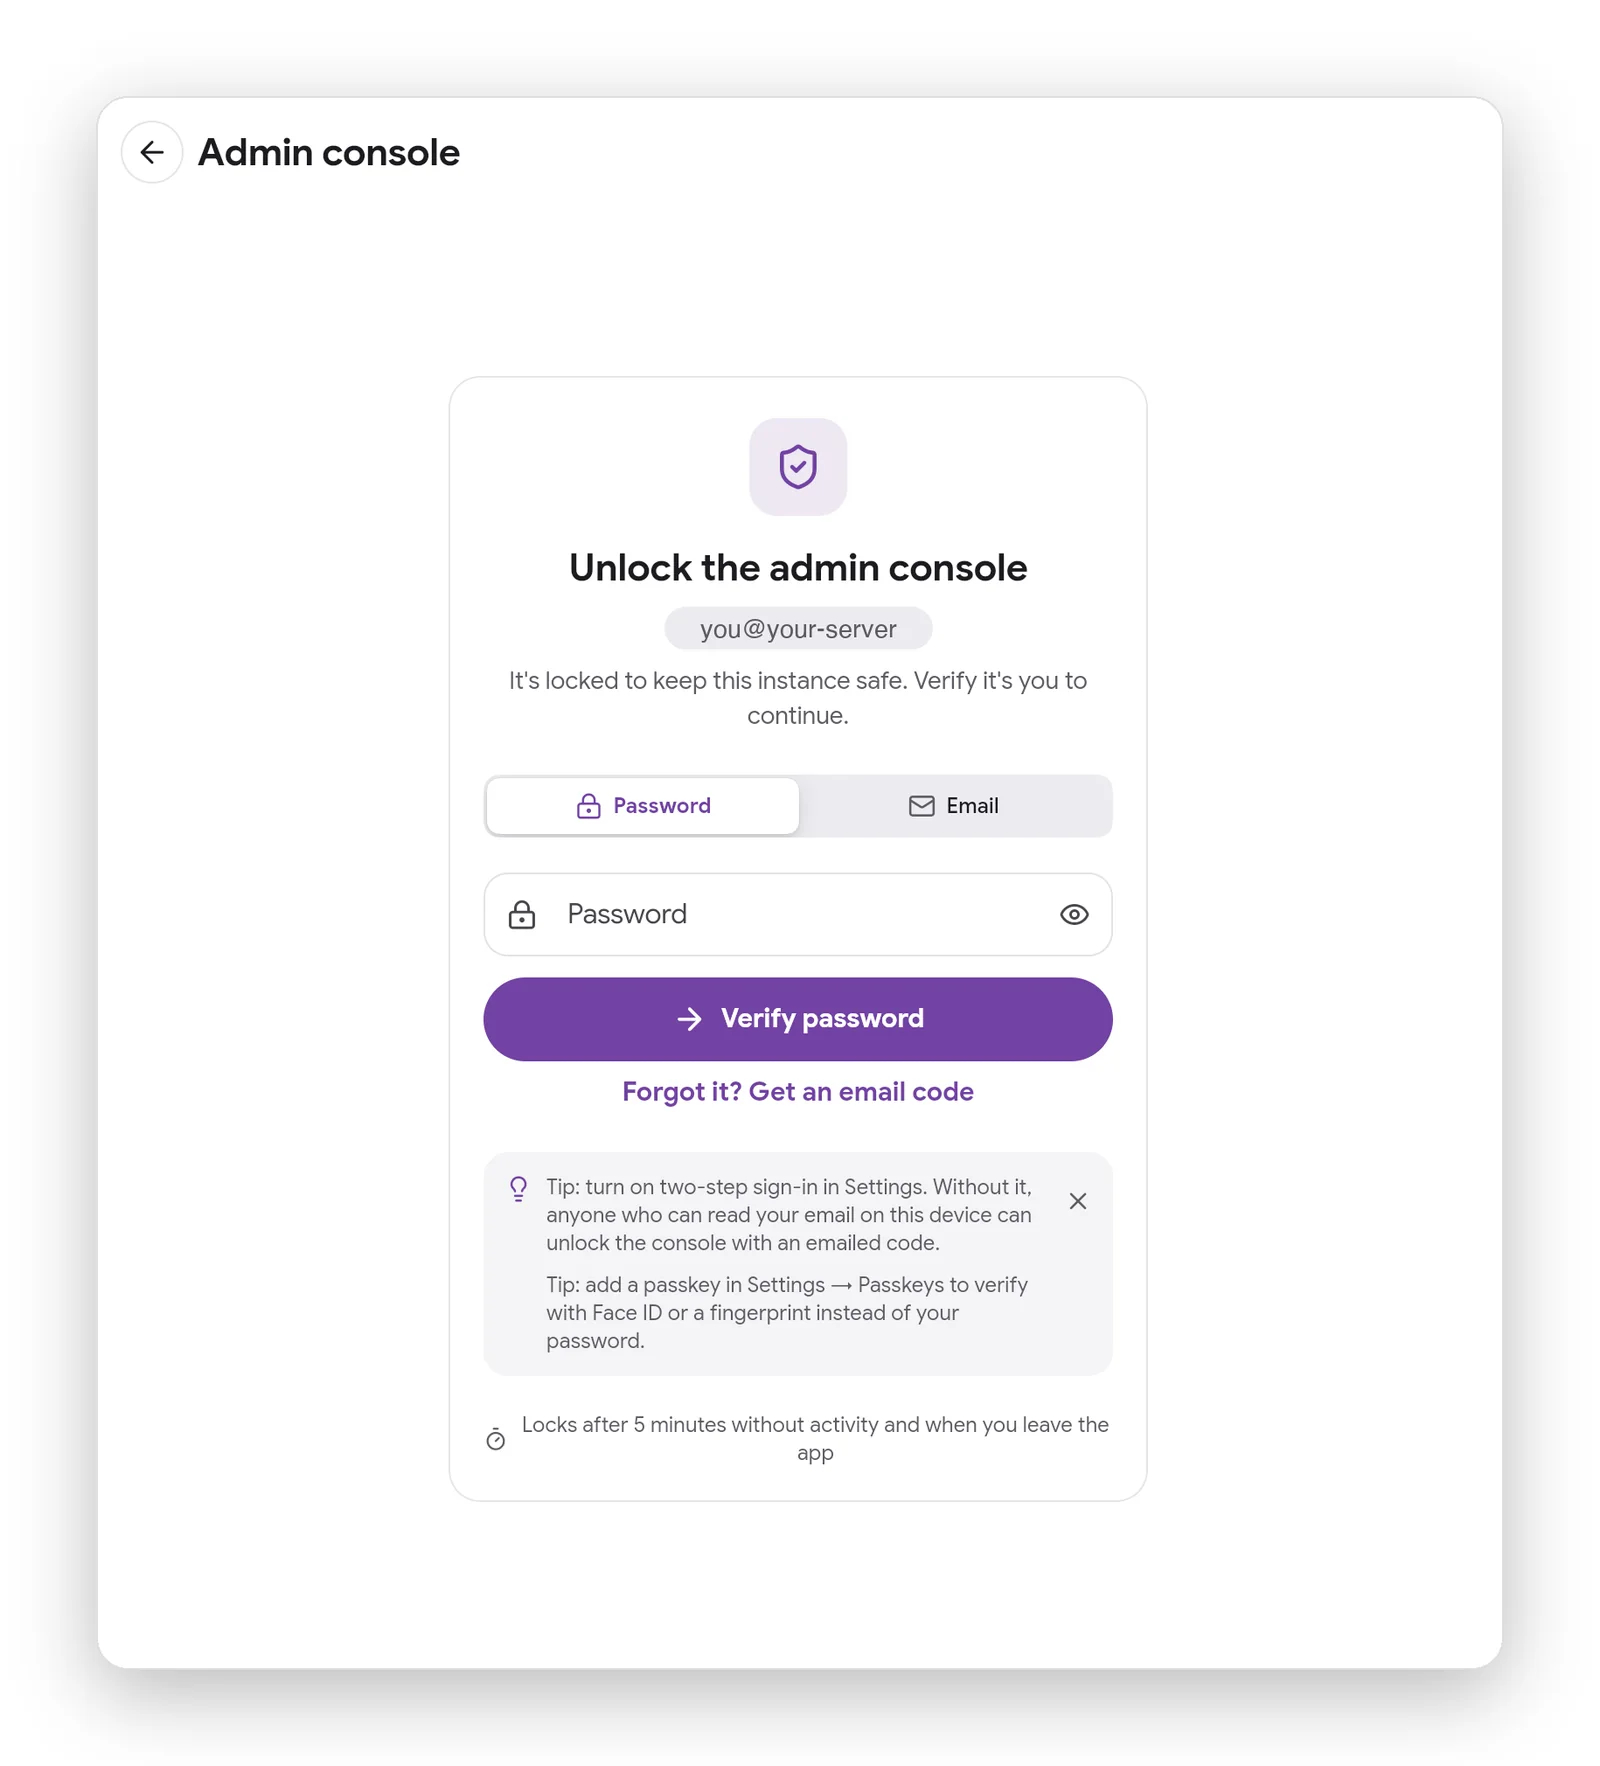 Admin console
Unlock the admin console
you@your-server
It's locked to keep this instance safe. Verify it's you to
continue.
Password
Email
Password
Verify password
Forgot it? Get an email code
Tip: turn on two-step sign-in in Settings. Without it,
anyone who can read your email on this device can
unlock the console with an emailed code.
Tip: add a passkey in Settings → Passkeys to verify
with Face ID or a fingerprint instead of your
password.
Locks after 5 minutes without activity and when you leave the
app